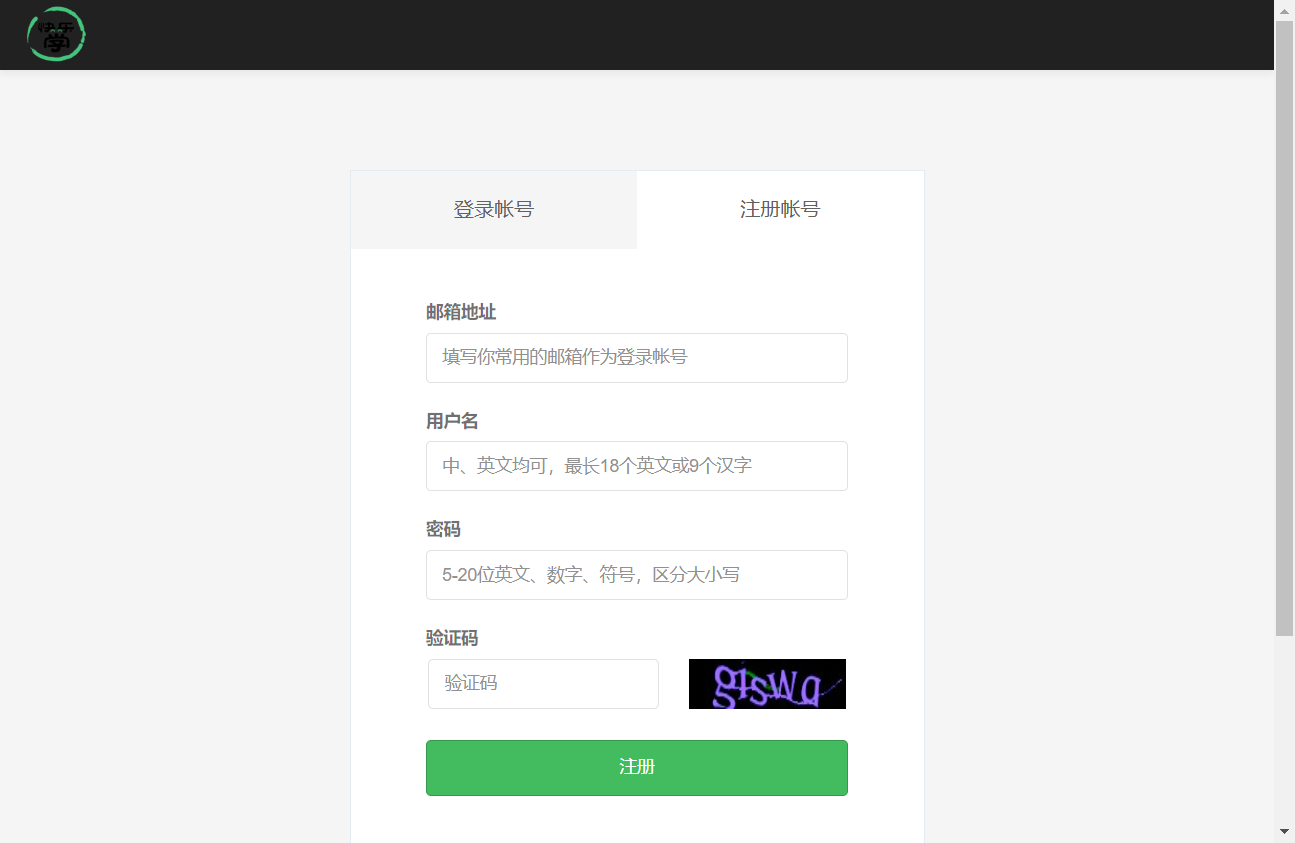 快乐
學
登录帐号
注册帐号
邮箱地址
填写你常用的邮箱作为登录帐号
用户名
中、英文均可，最长18个英文或9个汉字
密码
5-20位英文、数字、符号，区分大小写
验证码
验证码
注册